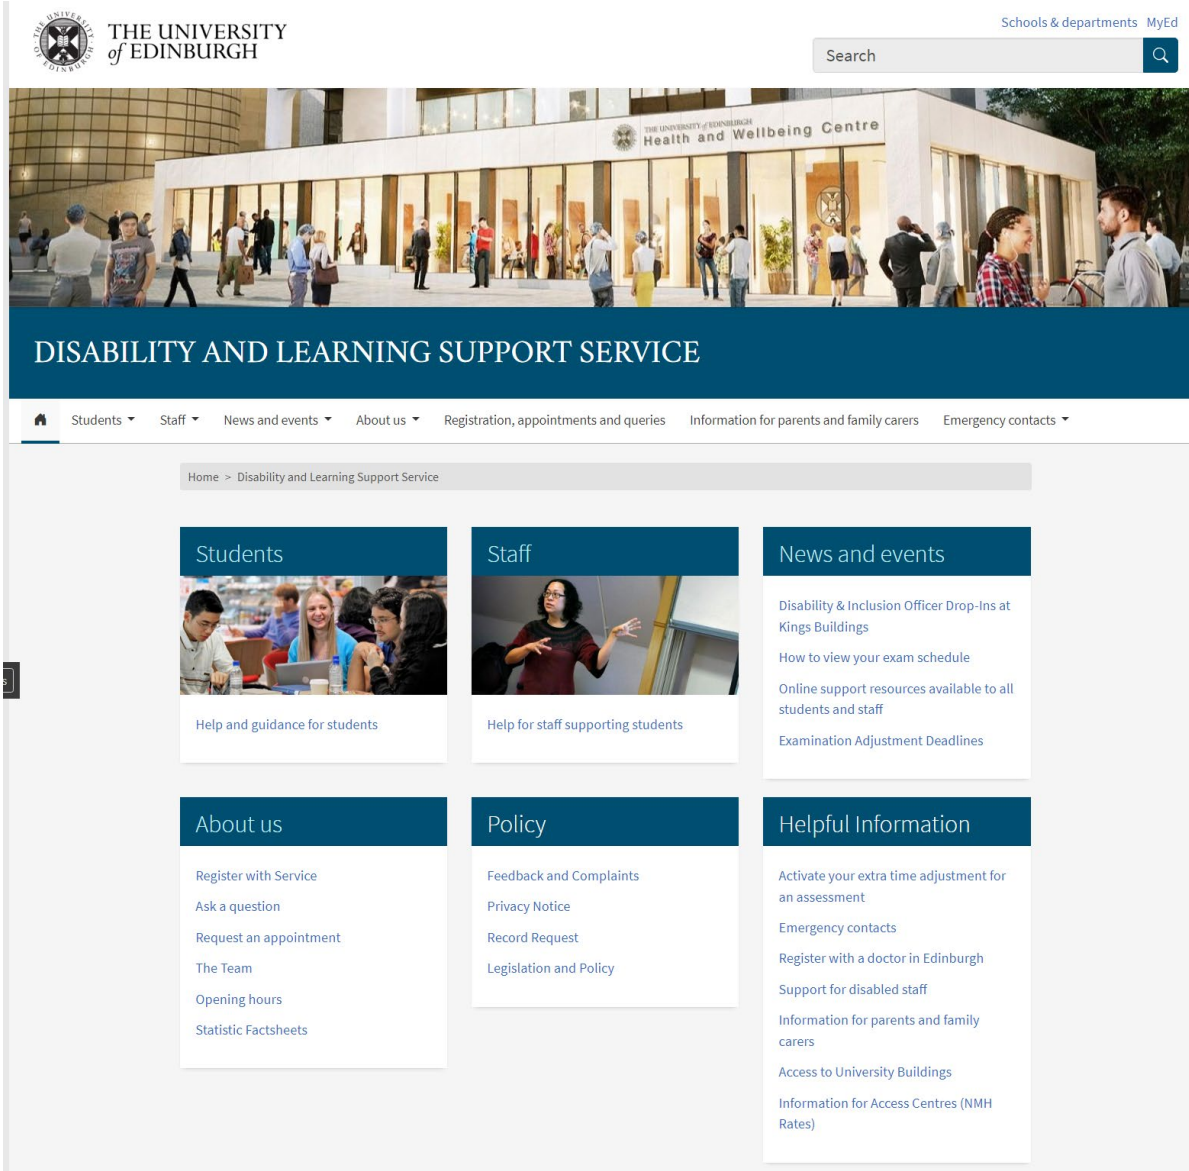 THE UNIVERSITY
of EDINBURGH
Schools & departments MyEd
Search
THE UNIVERSITY of EDINBURGH
Health and Wellbeing Centre
DISABILITY AND LEARNING SUPPORT SERVICE
Students
Staff
News and events
About us
Registration, appointments and queries
Information for parents and family carers
Emergency contacts
Home > Disability and Learning Support Service
Students
Help and guidance for students
Staff
Help for staff supporting students
News and events
Disability & Inclusion Officer Drop-Ins at
Kings Buildings
How to view your exam schedule
Online support resources available to all
students and staff
Examination Adjustment Deadlines
About us
Register with Service
Ask a question
Request an appointment
The Team
Opening hours
Statistic Factsheets
Policy
Feedback and Complaints
Privacy Notice
Record Request
Legislation and Policy
Helpful Information
Activate your extra time adjustment for
an assessment
Emergency contacts
Register with a doctor in Edinburgh
Support for disabled staff
Information for parents and family
carers
Access to University Buildings
Information for Access Centres (NMH
Rates)